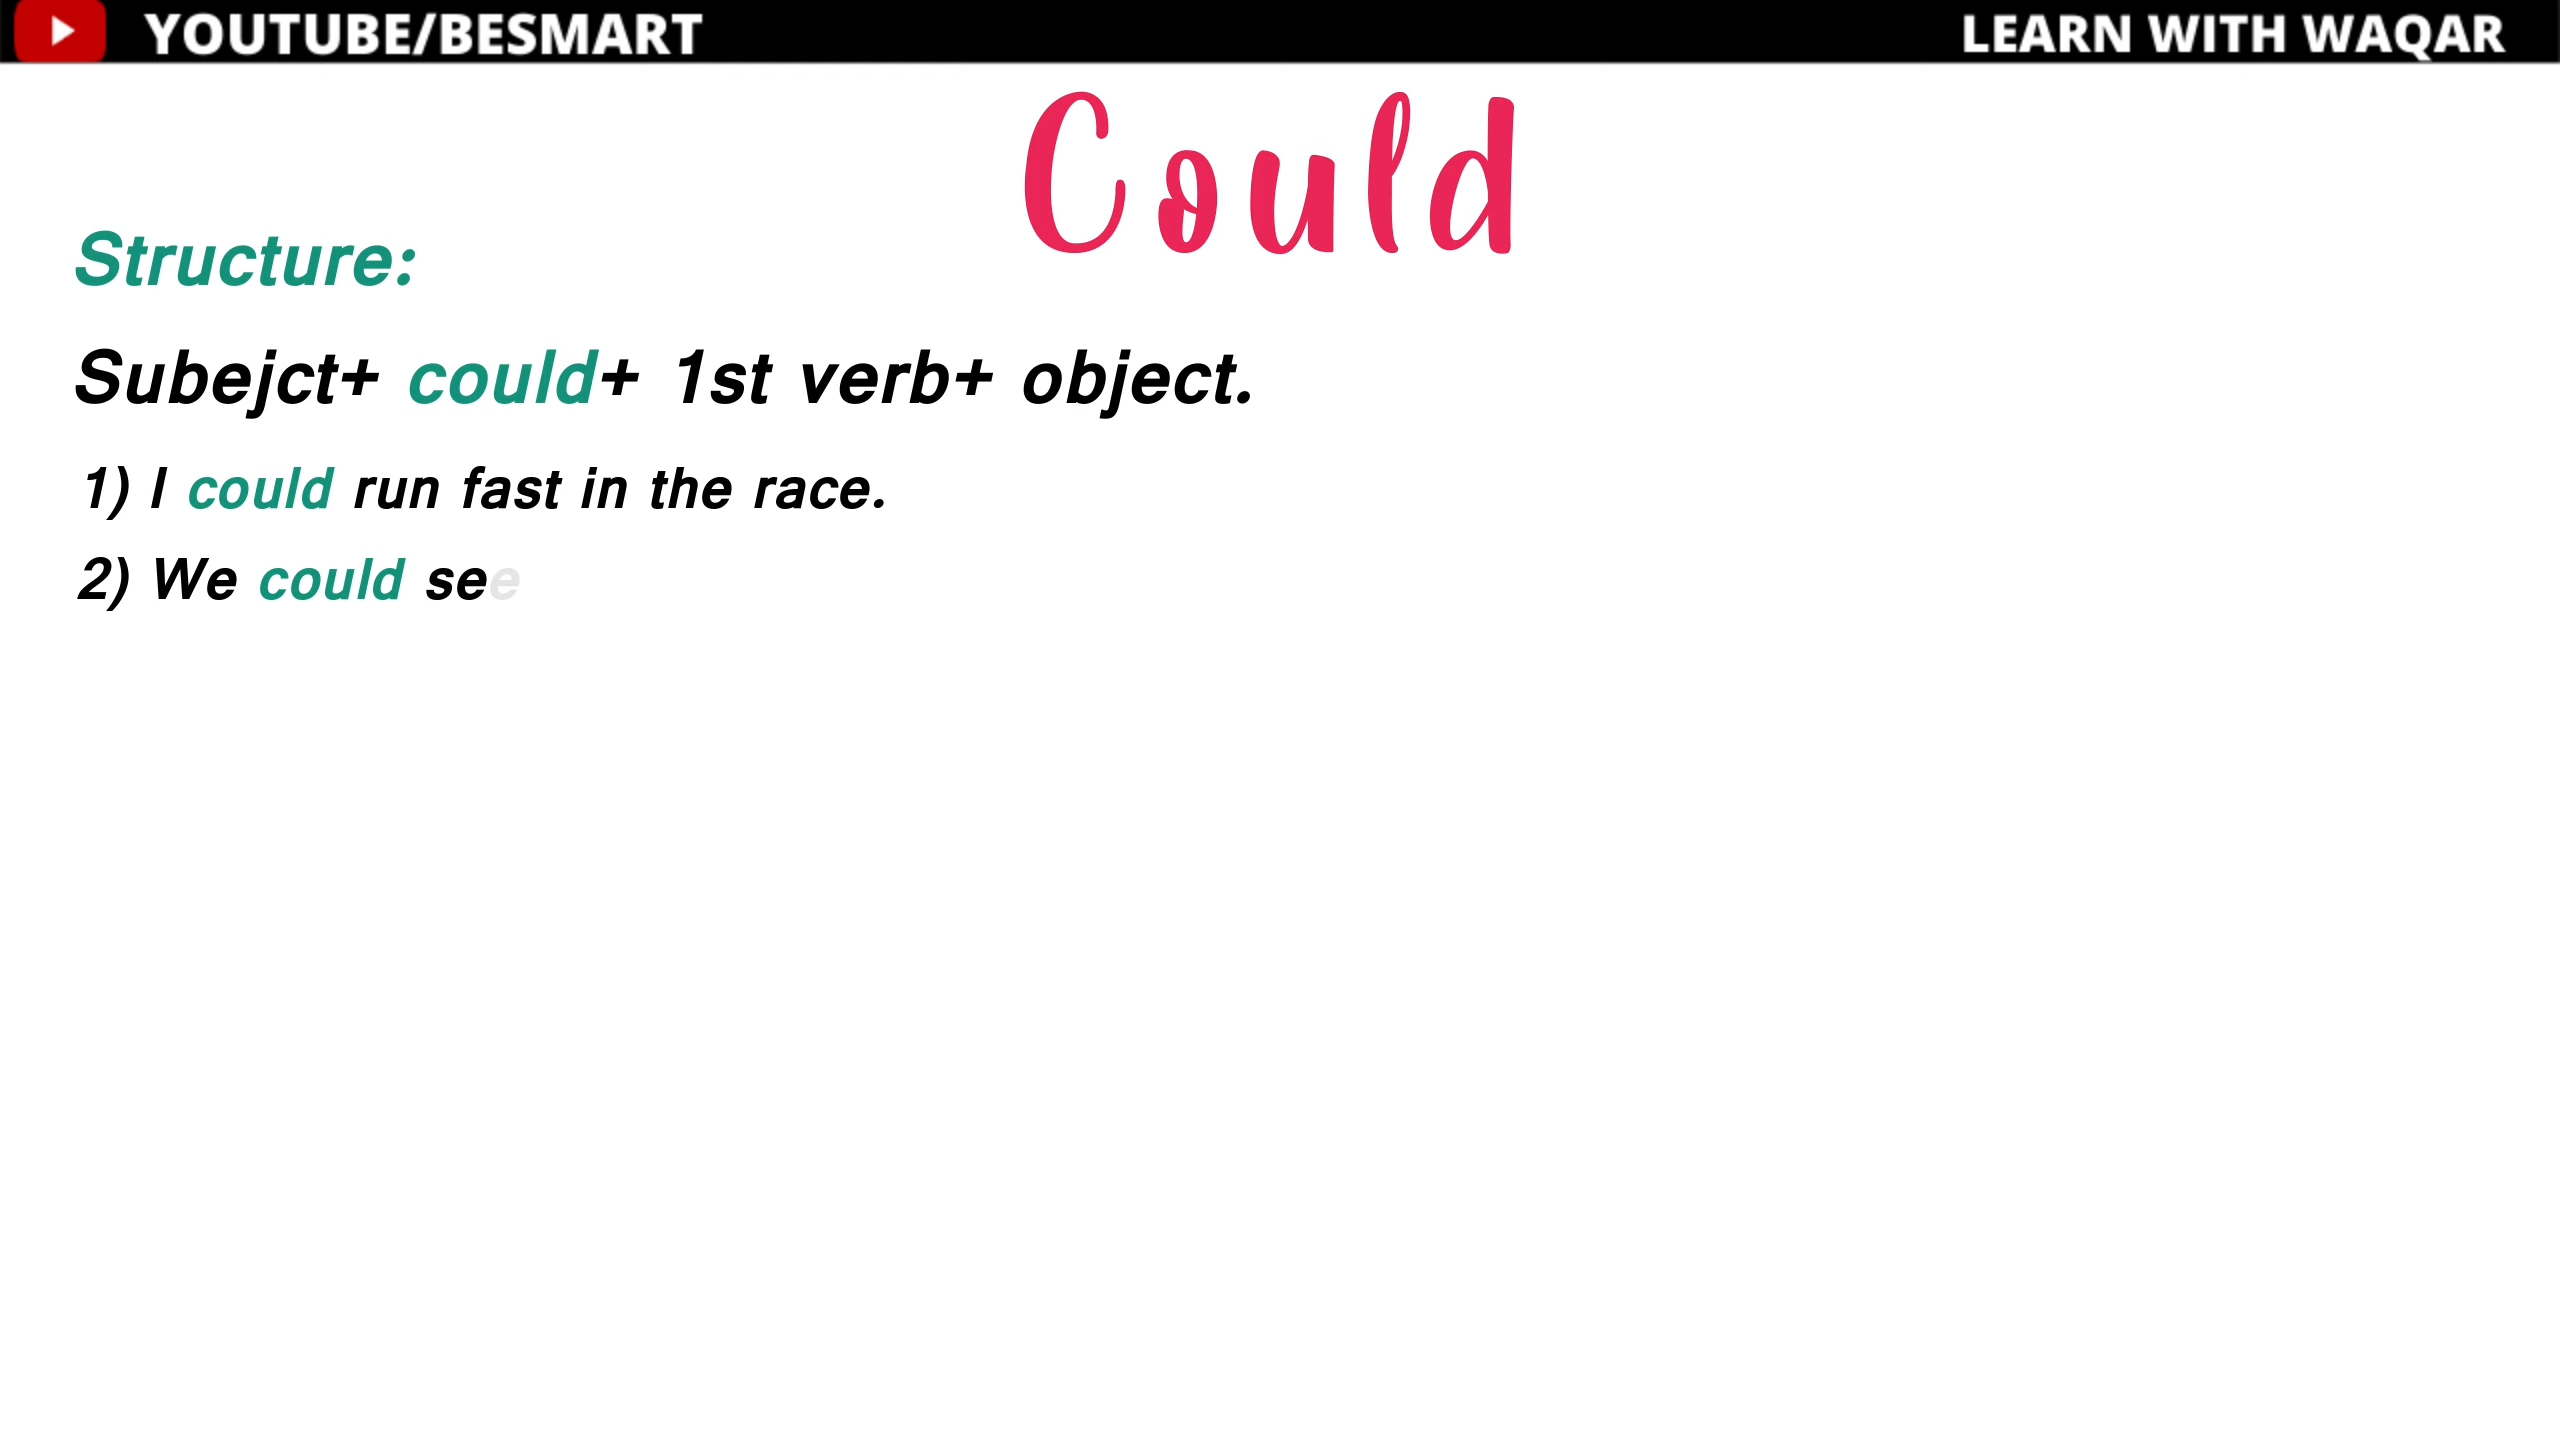 YOUTUBE/BESMART
LEARN WITH WAQAR
Could
Structure:
Subejct+ could+ 1st verb+ object.
1) I could run fast in the race.
2) We could see